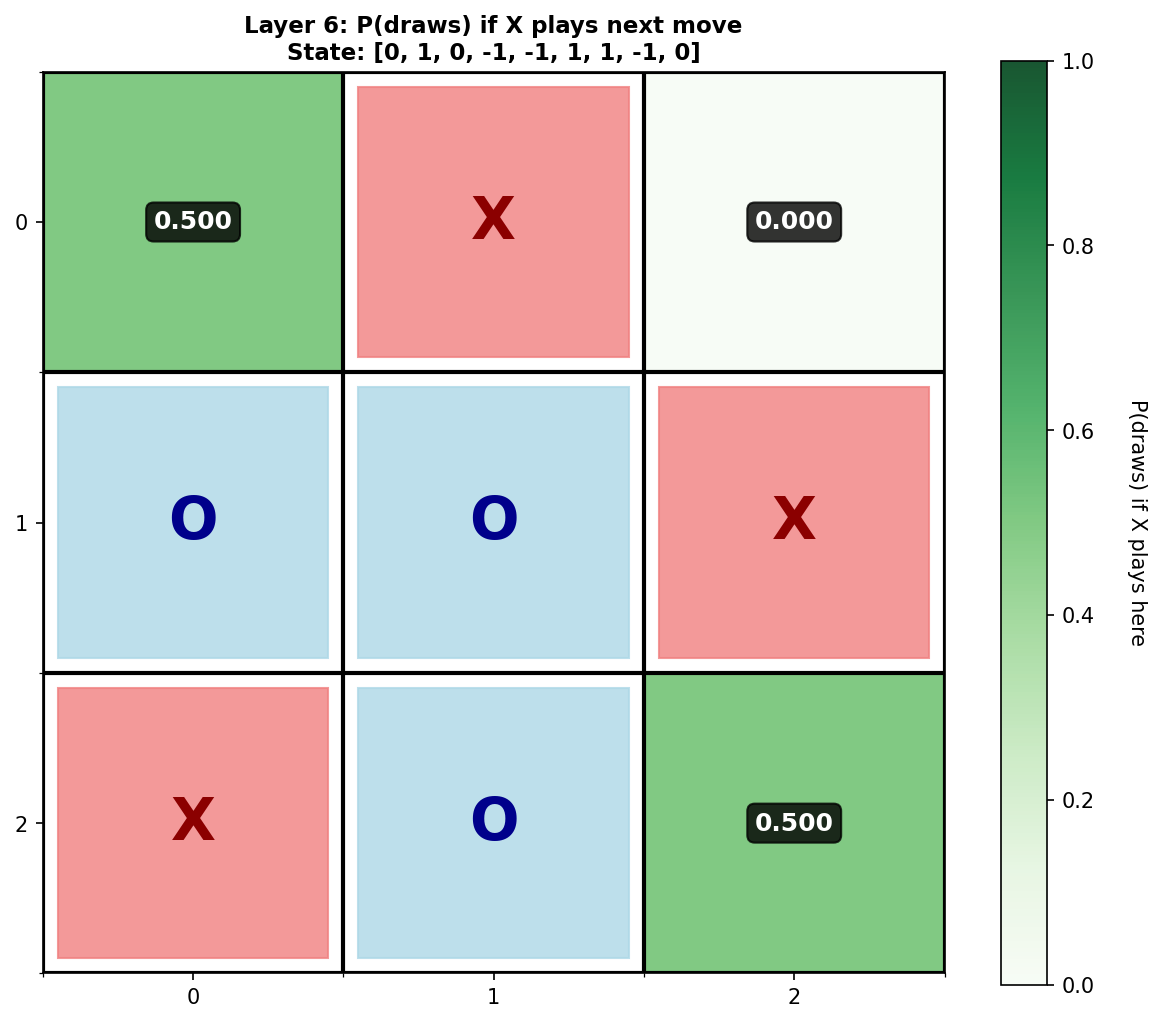 Layer 6: P(draws) if X plays next move
State: [0, 1, 0, -1, -1, 1, 1, -1, 0]
0
0.500
X
0.000
1
O
O
X
2
X
O
0.500
0
1
2
1.0
0.8
0.6
0.4
0.2
0.0
P(draws) if X plays here